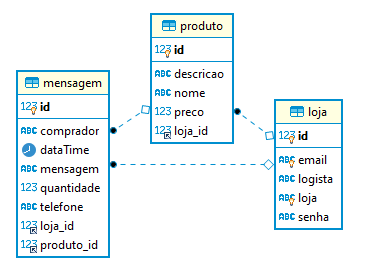 produto
123 id
ABC descricao
ABC nome
123 preco
123 loja_id
mensagem
123 id
ABC comprador
dataTime
ABC mensagem
123 quantidade
ABC telefone
123 loja_id
123 produto_id
loja
123 id
ABC email
ABC logista
ABC loja
ABC senha